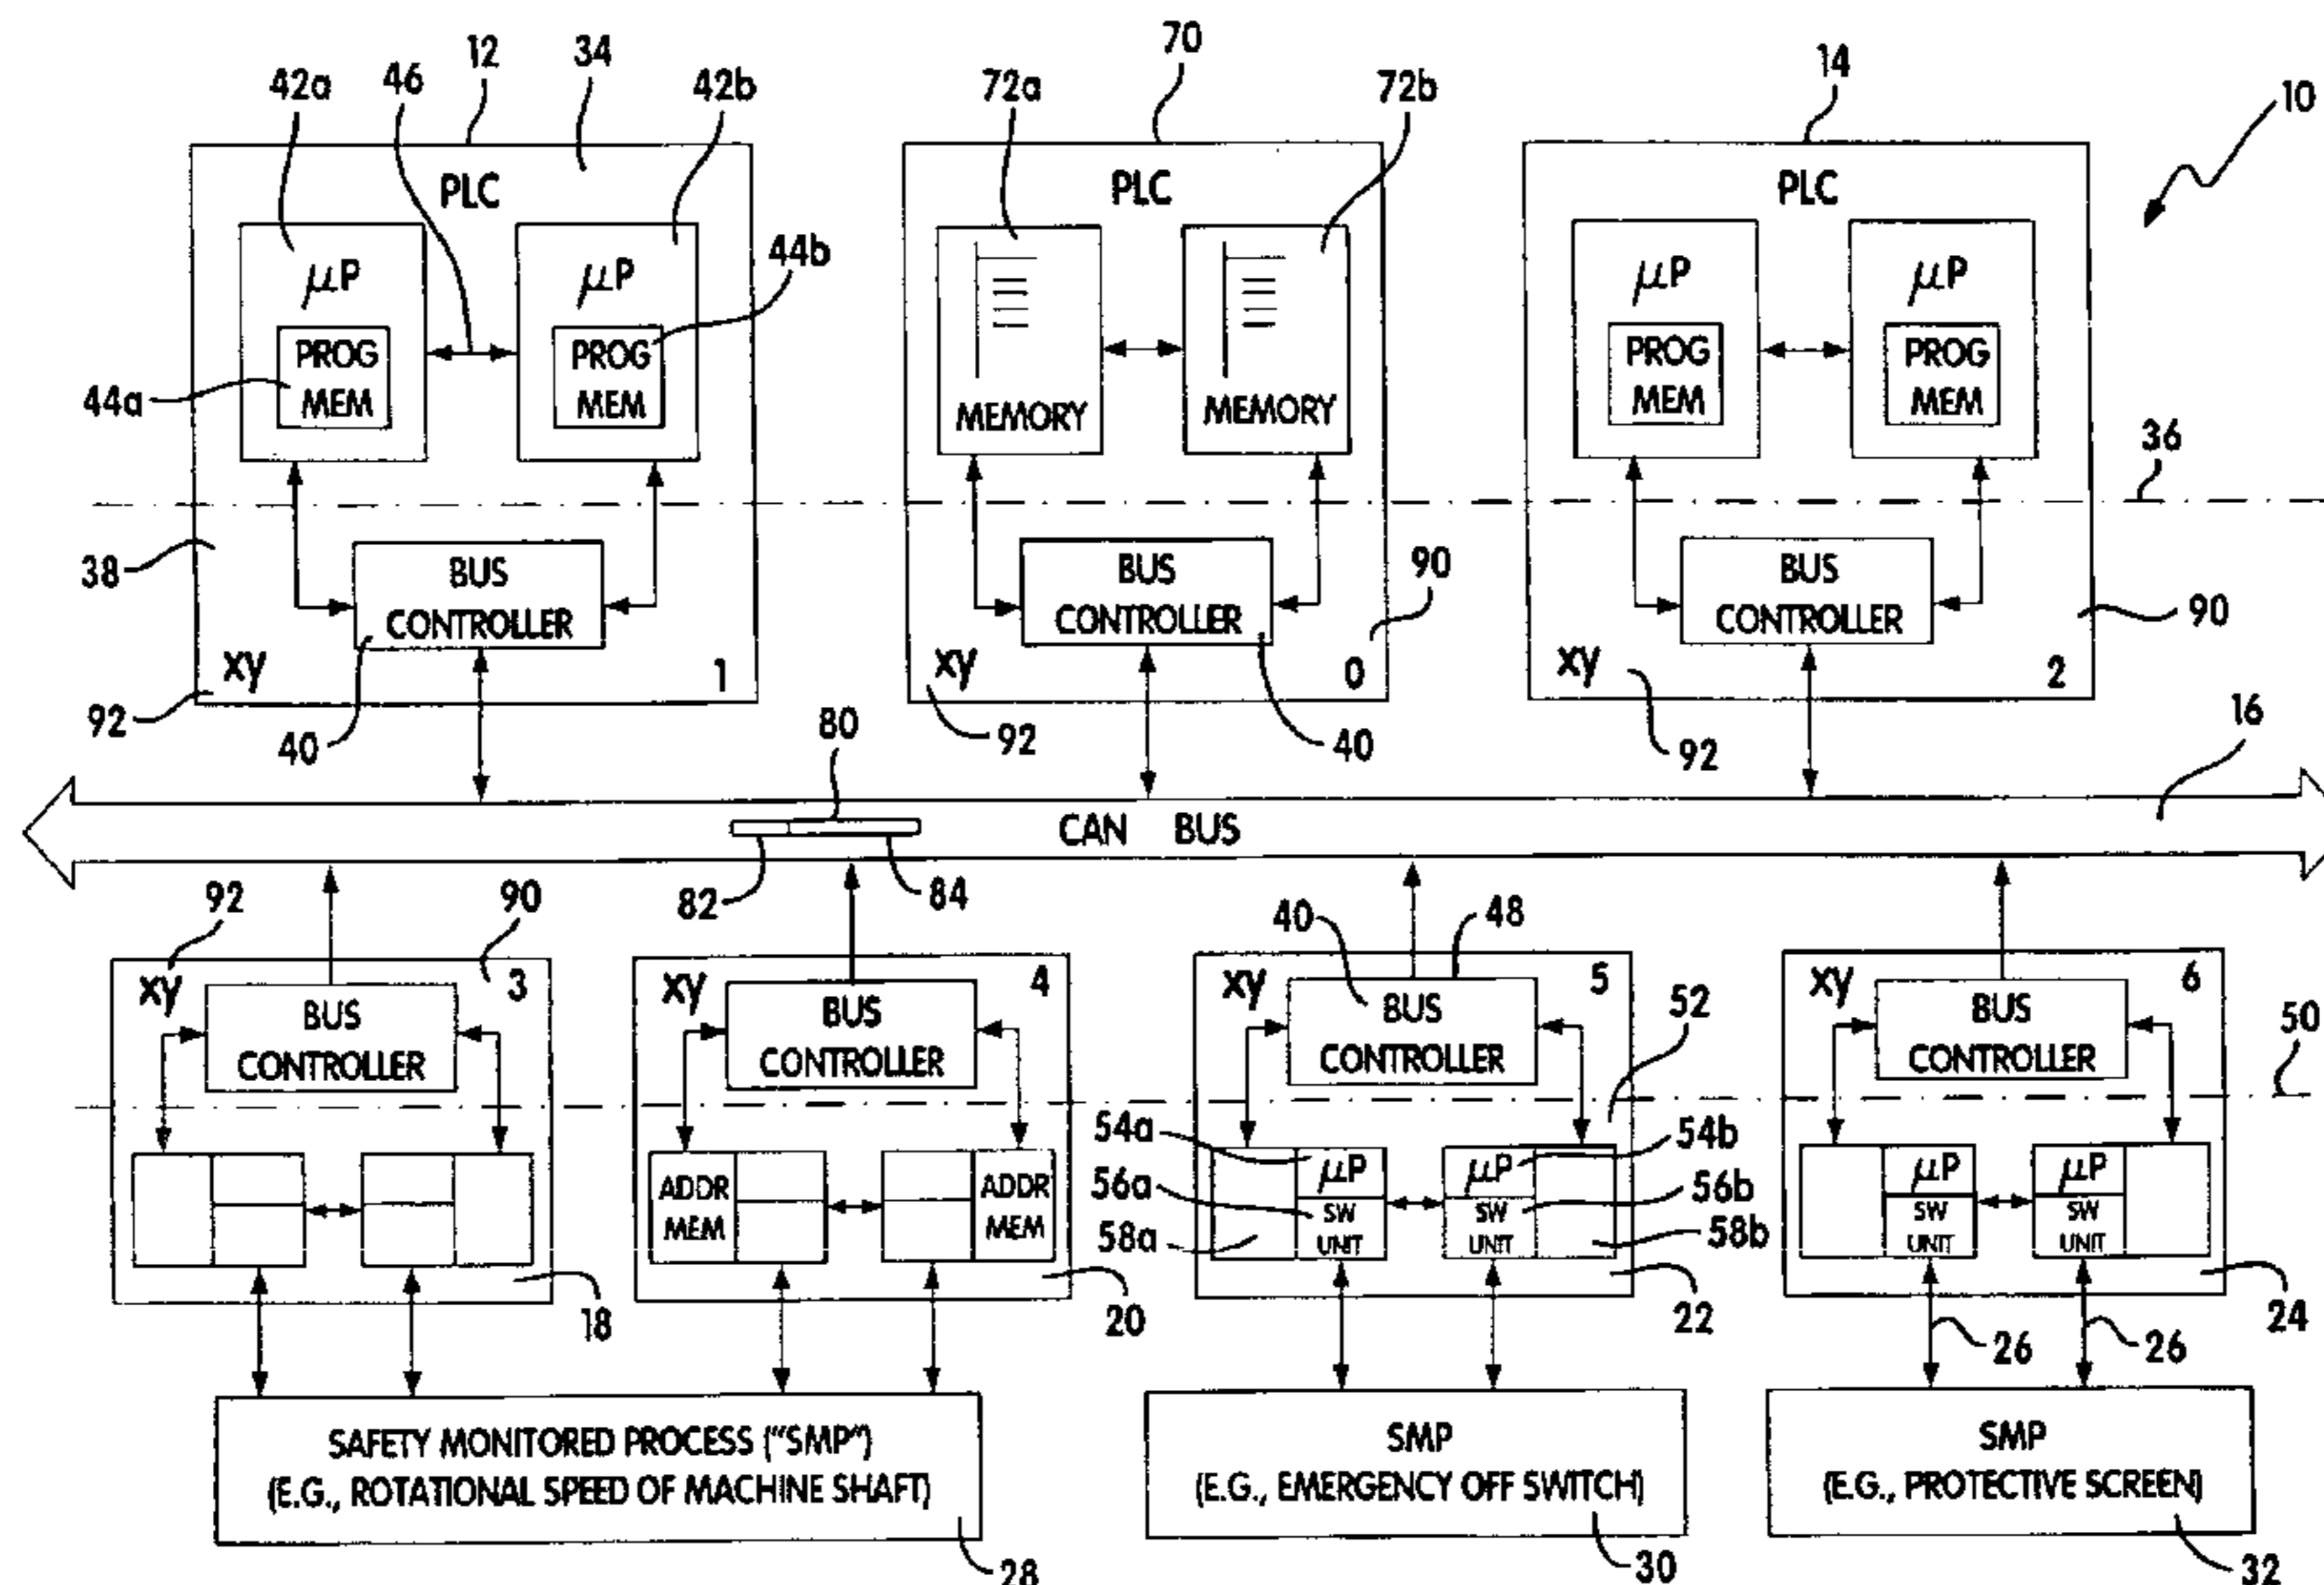 12
34
70
14
42a
46
42b
72a
72b
10
PLC
PLC
PLC
μP
μP
44b
μP
μP
PROG
MEM
PROG
MEM
44a
MEMORY
MEMORY
PROG
MEM
PROG
MEM
36
38
BUS
CONTROLLER
BUS
CONTROLLER
90
BUS
CONTROLLER
90
xy
1
xy
0
xy
2
92
40
92
40
92
80
16
CAN BUS
82
84
92
90
40
48
xy
3
xy
4
xy
5
xy
6
BUS
CONTROLLER
BUS
CONTROLLER
BUS
CONTROLLER
BUS
CONTROLLER
52
50
54a
54b
ADDR
MEM
ADDR
MEM
μP
μP
μP
μP
56a
56b
SW
UNIT
SW
UNIT
SW
UNIT
SW
UNIT
58a
58b
18
20
22
24
26
26
SAFETY MONITORED PROCESS ("SMP")
(E.G., ROTATIONAL SPEED OF MACHINE SHAFT)
SMP
(E.G., EMERGENCY OFF SWITCH)
SMP
(E.G., PROTECTIVE SCREEN)
28
30
32